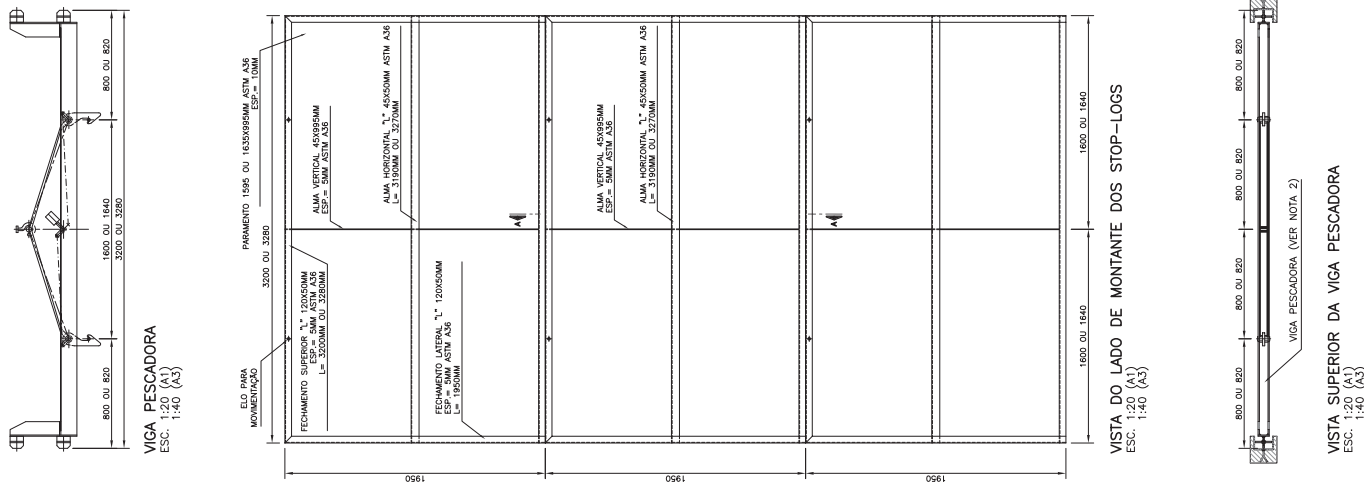 800 OU 820
1600 OU 1640
800 OU 820
3200 OU 3280
VIGA PESCADORA
ESC. 1:20 (A1)
1:40 (A3)
ELO PARA
MOVIMENTAÇÃO
3200 OU 3280
PARAMENTO 1595 OU 1635X995MM ASTM A36
ESP.= 10MM
FECHAMENTO SUPERIOR "L" 120X50MM
ESP.= 5MM ASTM A36
L= 3200MM OU 3280MM
ALMA VERTICAL 45X995MM
ESP.= 5MM ASTM A36
ALMA HORIZONTAL "L" 45X50MM ASTM A36
L= 3190MM OU 3270MM
FECHAMENTO LATERAL "L" 120X50MM
ESP.= 5MM ASTM A36
L= 1950MM
A
ALMA VERTICAL 45X995MM
ESP.= 5MM ASTM A36
ALMA HORIZONTAL "L" 45X50MM ASTM A36
L= 3190MM OU 3270MM
A
1950
1950
1950
1600 OU 1640
1600 OU 1640
VISTA DO LADO DE MONTANTE DOS STOP-LOGS
ESC. 1:20 (A1)
1:40 (A3)
800 OU 820
800 OU 820
800 OU 820
800 OU 820
VIGA PESCADORA (VER NOTA 2)
VISTA SUPERIOR DA VIGA PESCADORA
ESC. 1:20 (A1)
1:40 (A3)